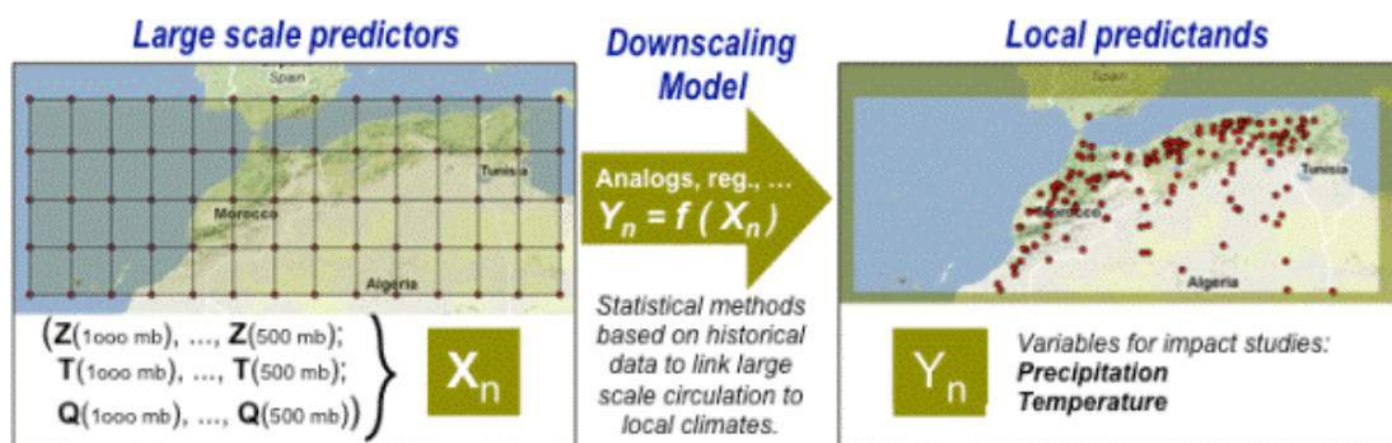 Large scale predictors
Spain
Morocco
Algeria
Tunisia
(Z(1000 mb), ..., Z(500 mb);
T(1000 mb), ..., T(500 mb);
Q(1000 mb), ..., Q(500 mb))
Xn
Downscaling
Model
Analogs, reg., ...
Yn = f ( Xn)
Statistical methods
based on historical
data to link large
scale circulation to
local climates.
Local predictands
Spain
Morocco
Algeria
Tunisia
Yn
Variables for impact studies:
Precipitation
Temperature